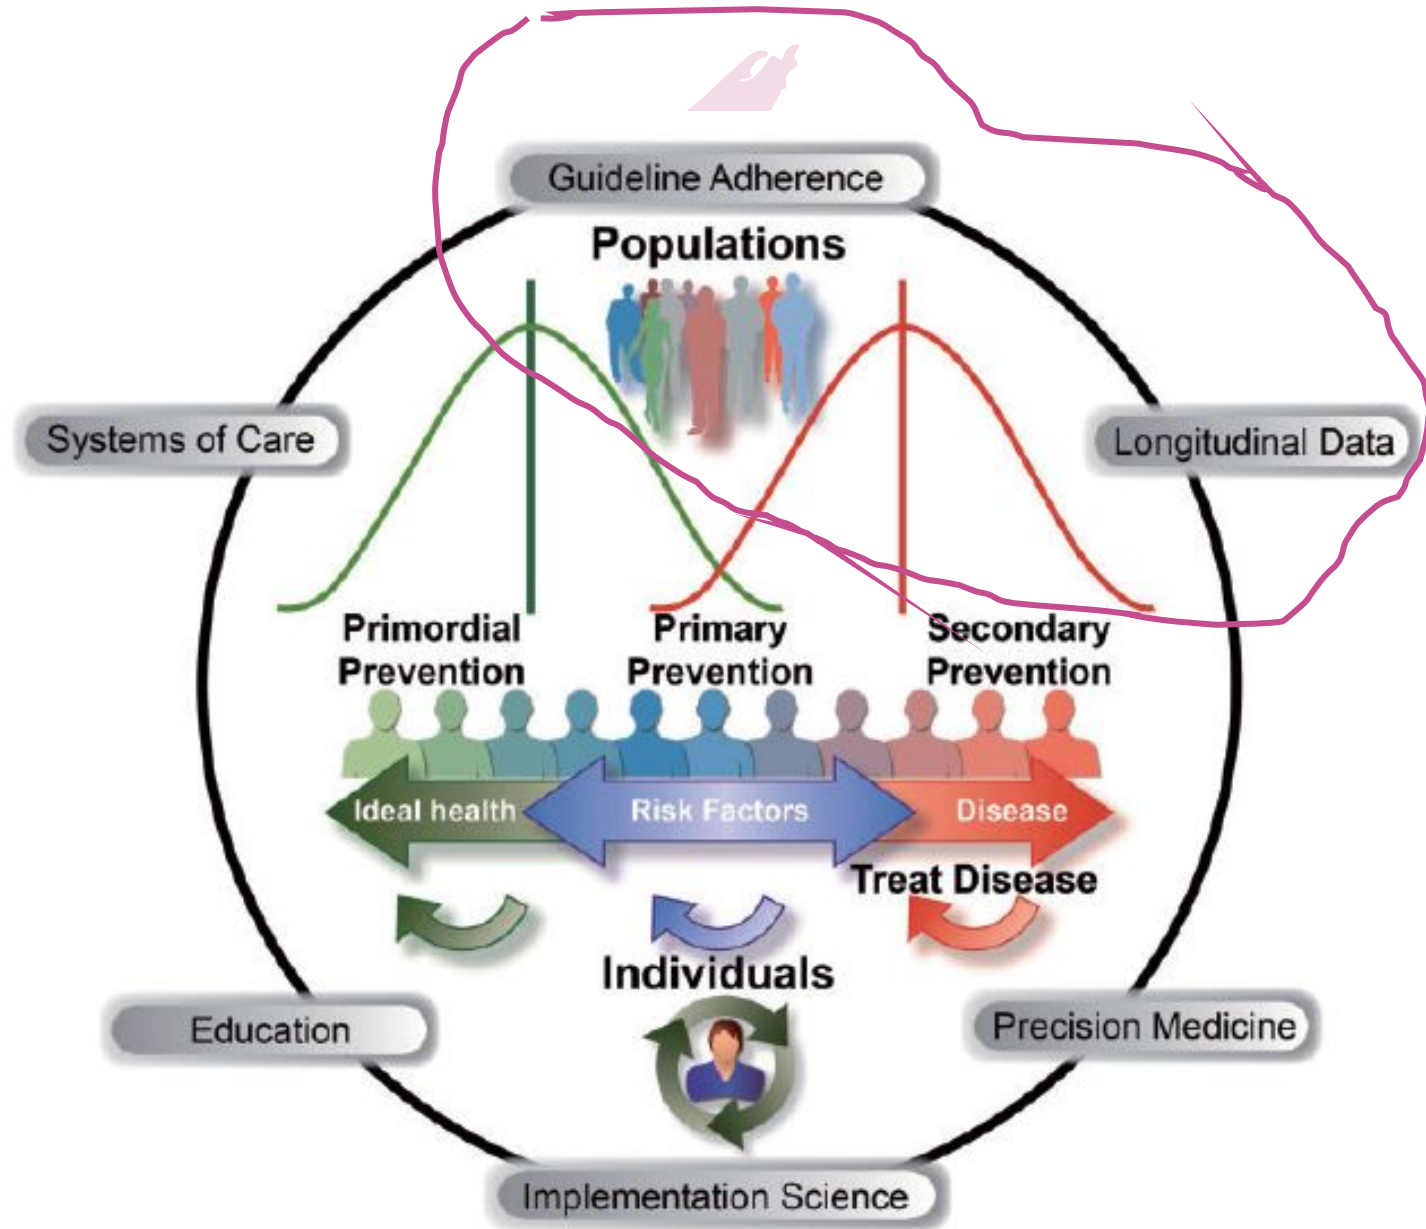 Guideline Adherence
Populations
Systems of Care
Longitudinal Data
Primordial
Prevention
Primary
Prevention
Secondary
Prevention
Ideal health
Risk Factors
Disease
Treat Disease
Individuals
Education
Precision Medicine
Implementation Science